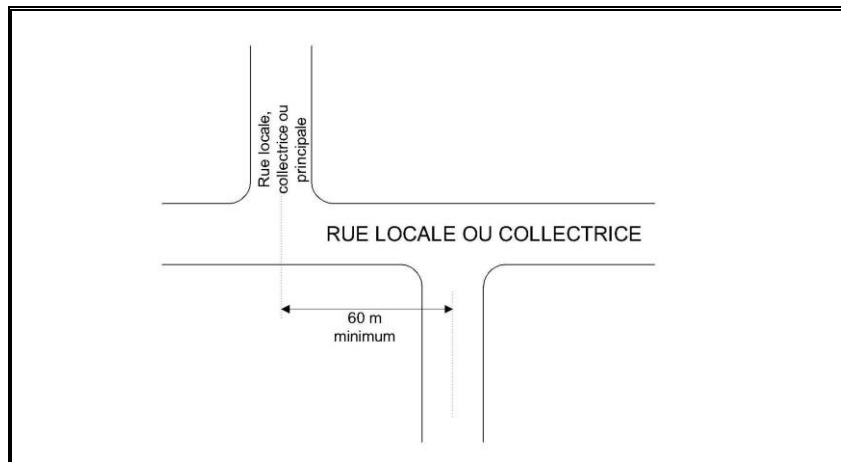 Rue locale,
collectrice ou
principale
RUE LOCALE OU COLLECTRICE
60 m
minimum